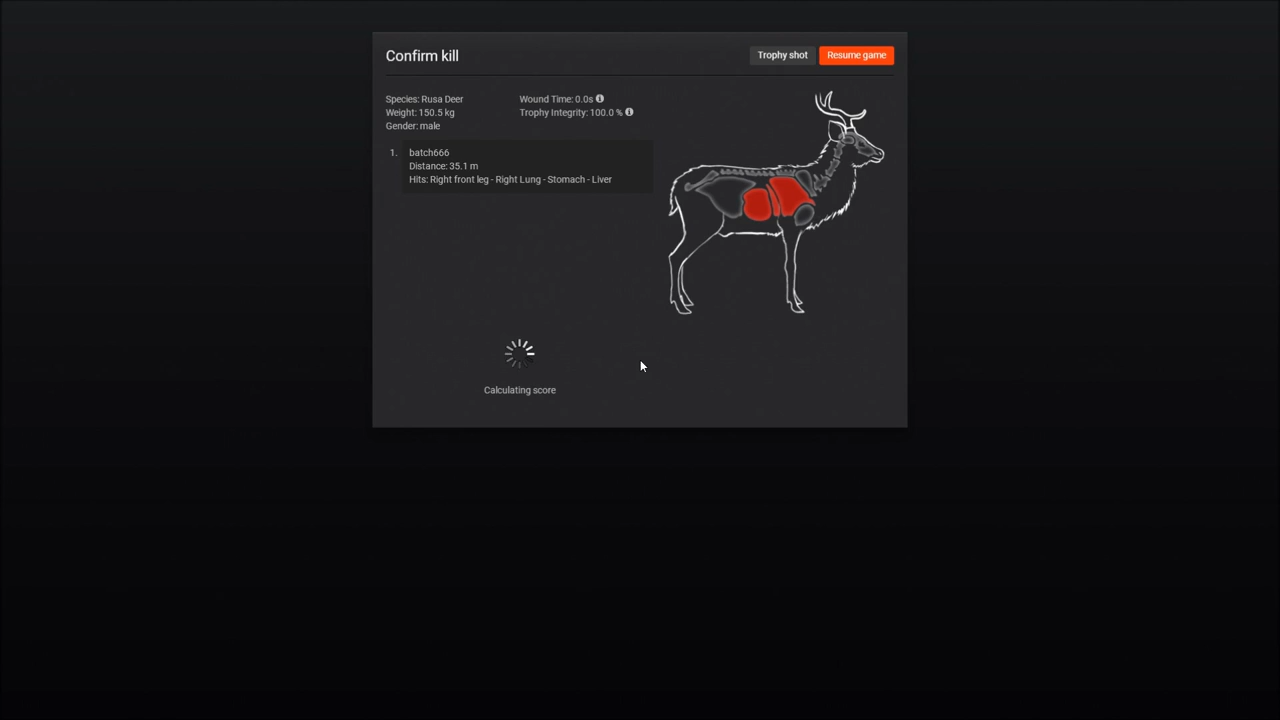 Confirm kill
Trophy shot
Resume game
Species: Rusa Deer
Weight: 150.5 kg
Gender: male
Wound Time: 0.0s
Trophy Integrity: 100.0 %
1.
batch666
Distance: 35.1 m
Hits: Right front leg - Right Lung - Stomach - Liver
Calculating score